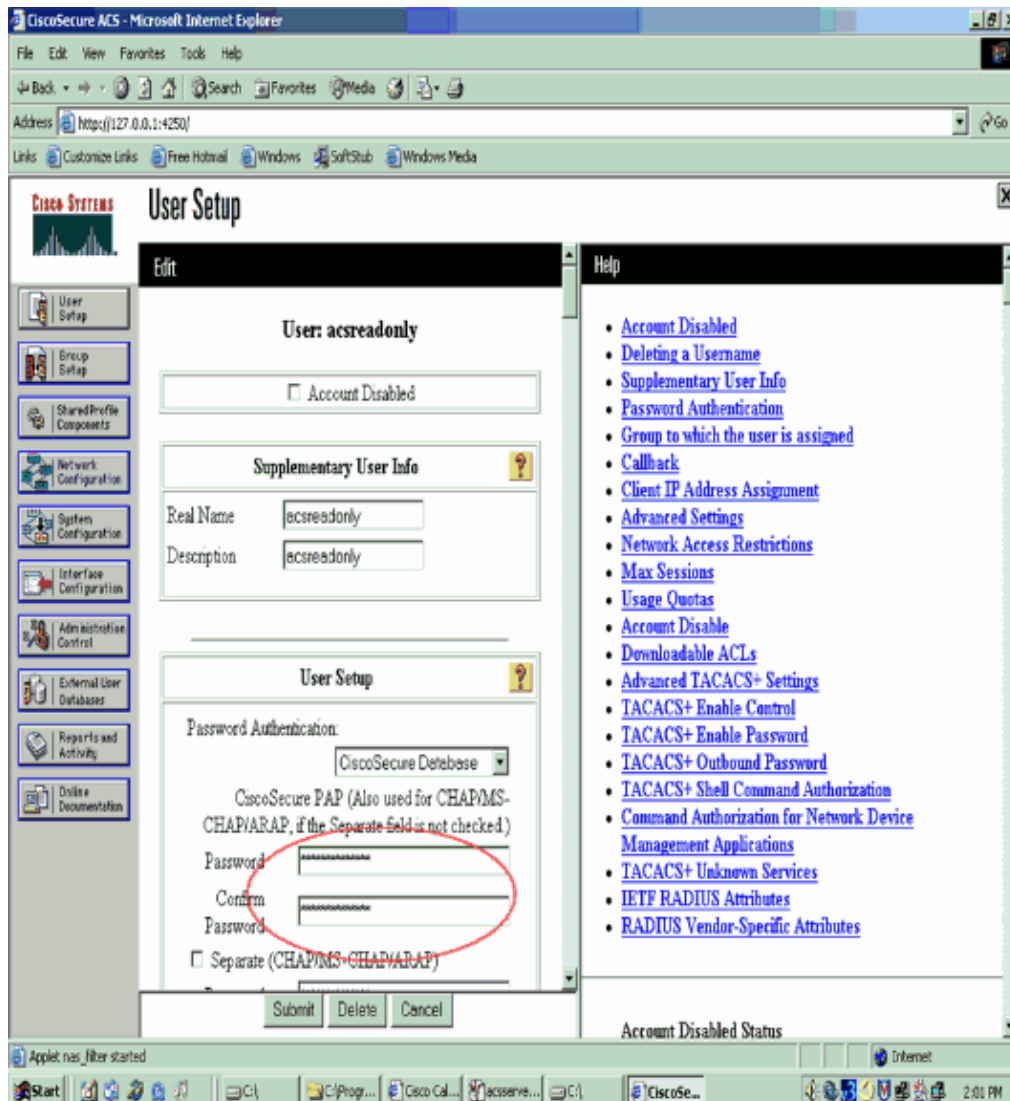 CiscoSecure ACS - Microsoft Internet Explorer
File Edit View Favorites Tools Help
Back Search Favorites Media
Address http://127.0.0.1:4250/ Go
Links Customize Links Free Hotmail Windows SoftStub Windows Media
CISCO SYSTEMS
User Setup
Edit
User Setup
Group Setup
Shared Profile Components
Network Configuration
System Configuration
Interface Configuration
Administration Control
External User Databases
Reports and Activity
Online Documentation
User: acsreadonly
Account Disabled
Supplementary User Info
Real Name acsreadonly
Description acsreadonly
User Setup
Password Authentication:
CiscoSecure Database
CiscoSecure PAP (Also used for CHAP/MS-
CHAP/ARAP, if the Separate field is not checked.)
Password ************
Confirm
Password ************
Separate (CHAP/MS-CHAP/ARAP)
Submit Delete Cancel
Help
Account Disabled
Deleting a Username
Supplementary User Info
Password Authentication
Group to which the user is assigned
Callback
Client IP Address Assignment
Advanced Settings
Network Access Restrictions
Max Sessions
Usage Quotas
Account Disable
Downloadable ACLs
Advanced TACACS+ Settings
TACACS+ Enable Control
TACACS+ Enable Password
TACACS+ Outbound Password
TACACS+ Shell Command Authorization
Command Authorization for Network Device
Management Applications
TACACS+ Unknown Services
IETF RADIUS Attributes
RADIUS Vendor-Specific Attributes
Account Disabled Status
Applet nas_filter started Internet
Start C:\ C:\Progr... Cisco Cal... acsserve... C:\ CiscoSe... 2:01 PM